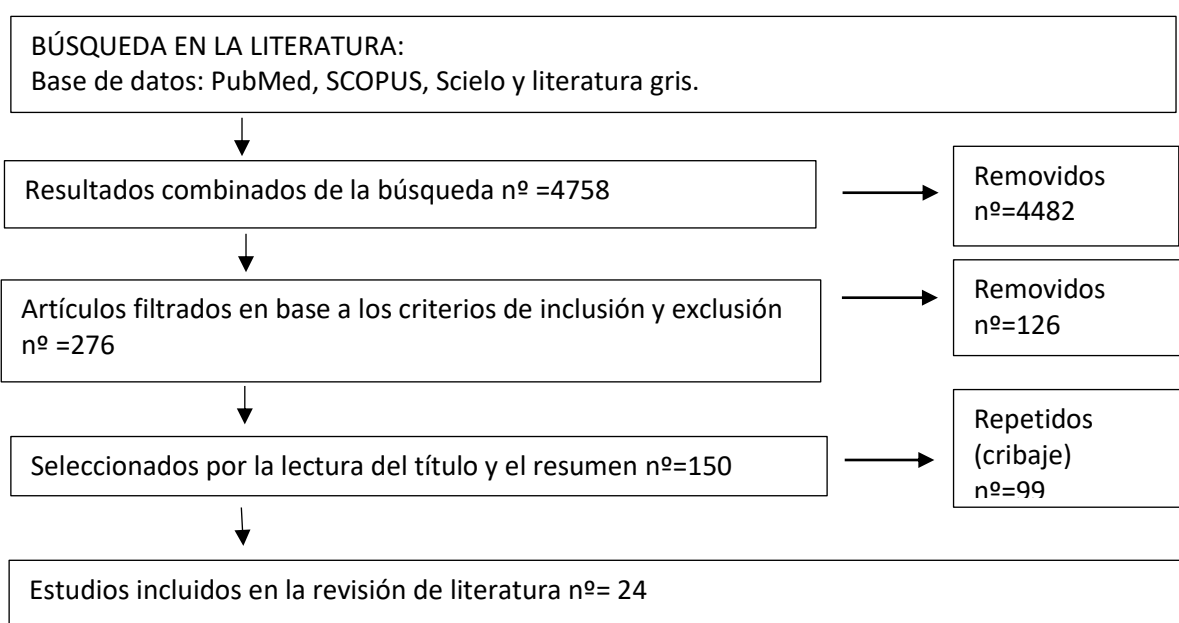 BÚSQUEDA EN LA LITERATURA:
Base de datos: PubMed, SCOPUS, Scielo y literatura gris.
Resultados combinados de la búsqueda nº =4758
Removidos
nº=4482
Artículos filtrados en base a los criterios de inclusión y exclusión
nº =276
Removidos
nº=126
Seleccionados por la lectura del título y el resumen nº=150
Repetidos
(cribaje)
nº=99
Estudios incluidos en la revisión de literatura nº= 24